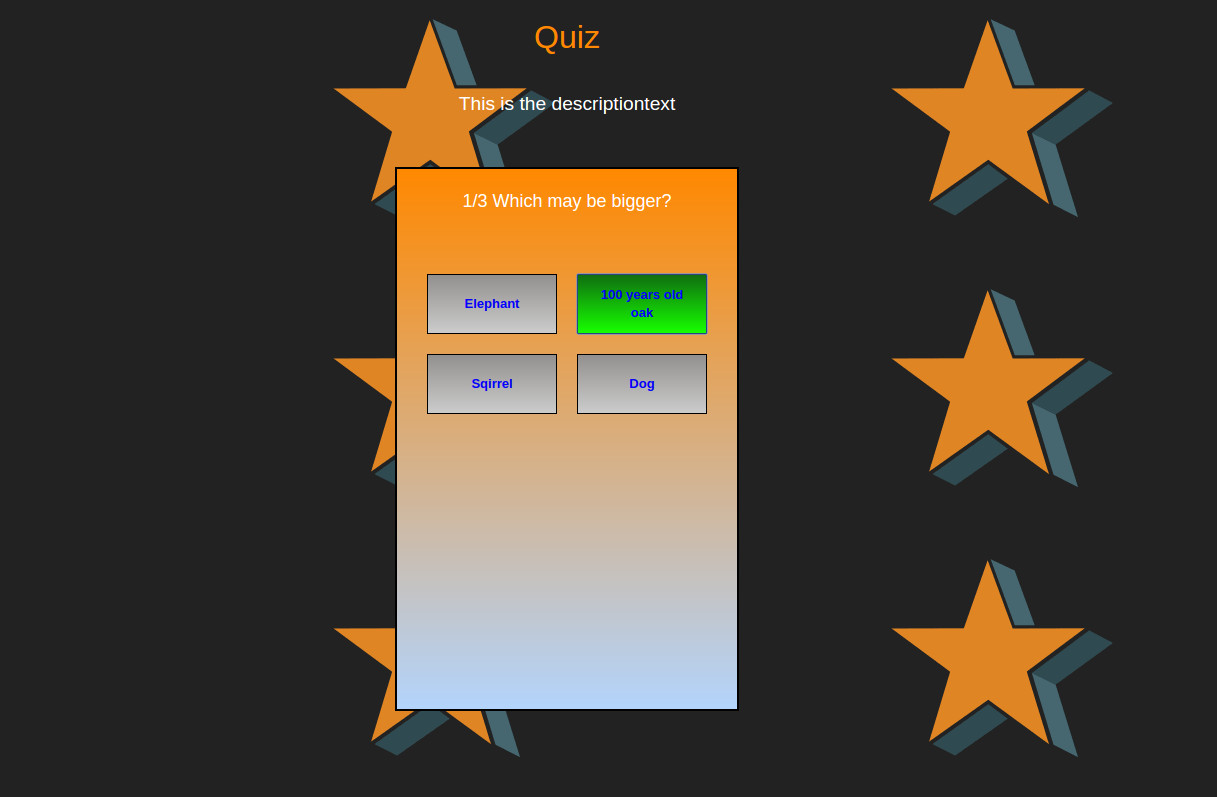 Quiz
This is the descriptiontext
1/3 Which may be bigger?
Elephant
100 years old
oak
Sqirrel
Dog